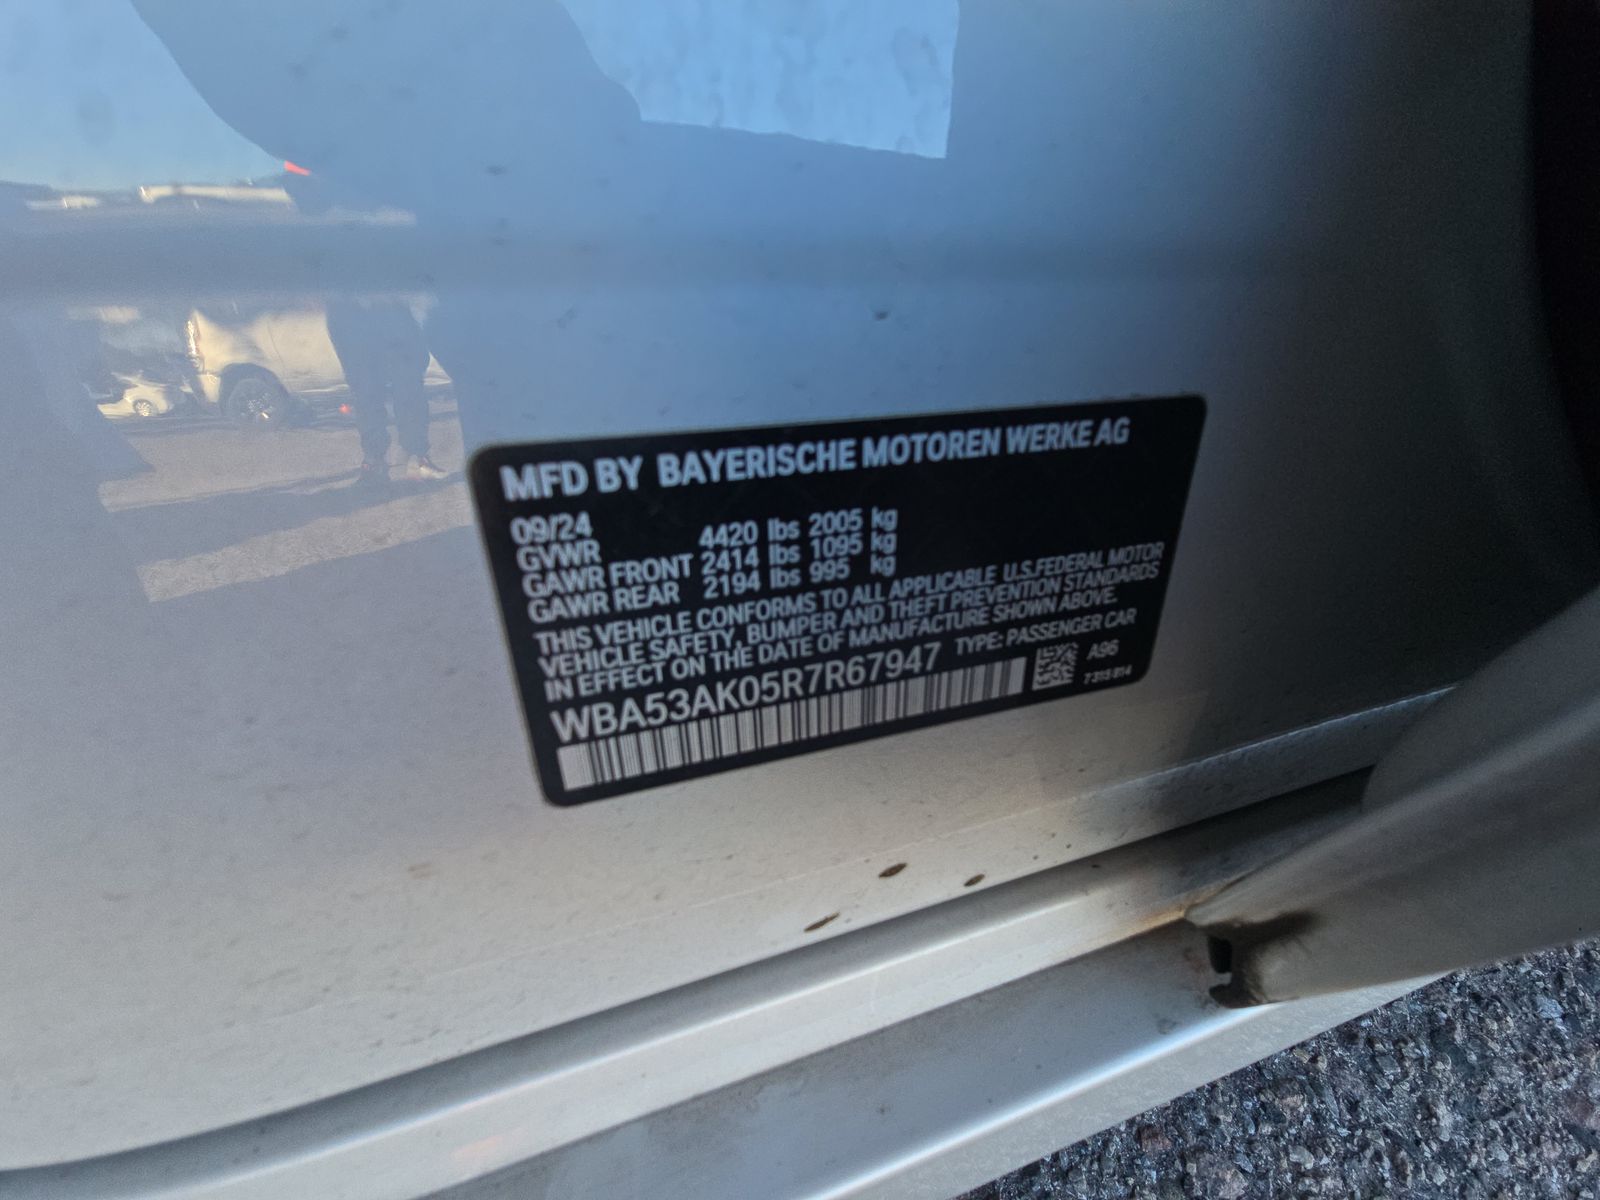 MFD BY BAYERISCHE MOTOREN WERKE AG
09/24
GVWR 4420 lbs 2005 kg
GAWR FRONT 2414 lbs 1095 kg
GAWR REAR 2194 lbs 995 kg
THIS VEHICLE CONFORMS TO ALL APPLICABLE U.S.FEDERAL MOTOR
VEHICLE SAFETY, BUMPER AND THEFT PREVENTION STANDARDS
IN EFFECT ON THE DATE OF MANUFACTURE SHOWN ABOVE.
WBA53AK05R7R67947 TYPE: PASSENGER CAR
A96